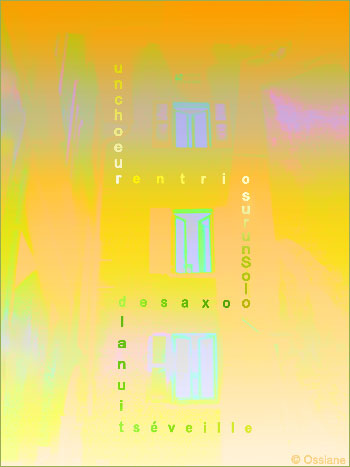 unchoeur
rentrio
osurunSolo
desaxo
dlanuit
tséveille
© Ossiane